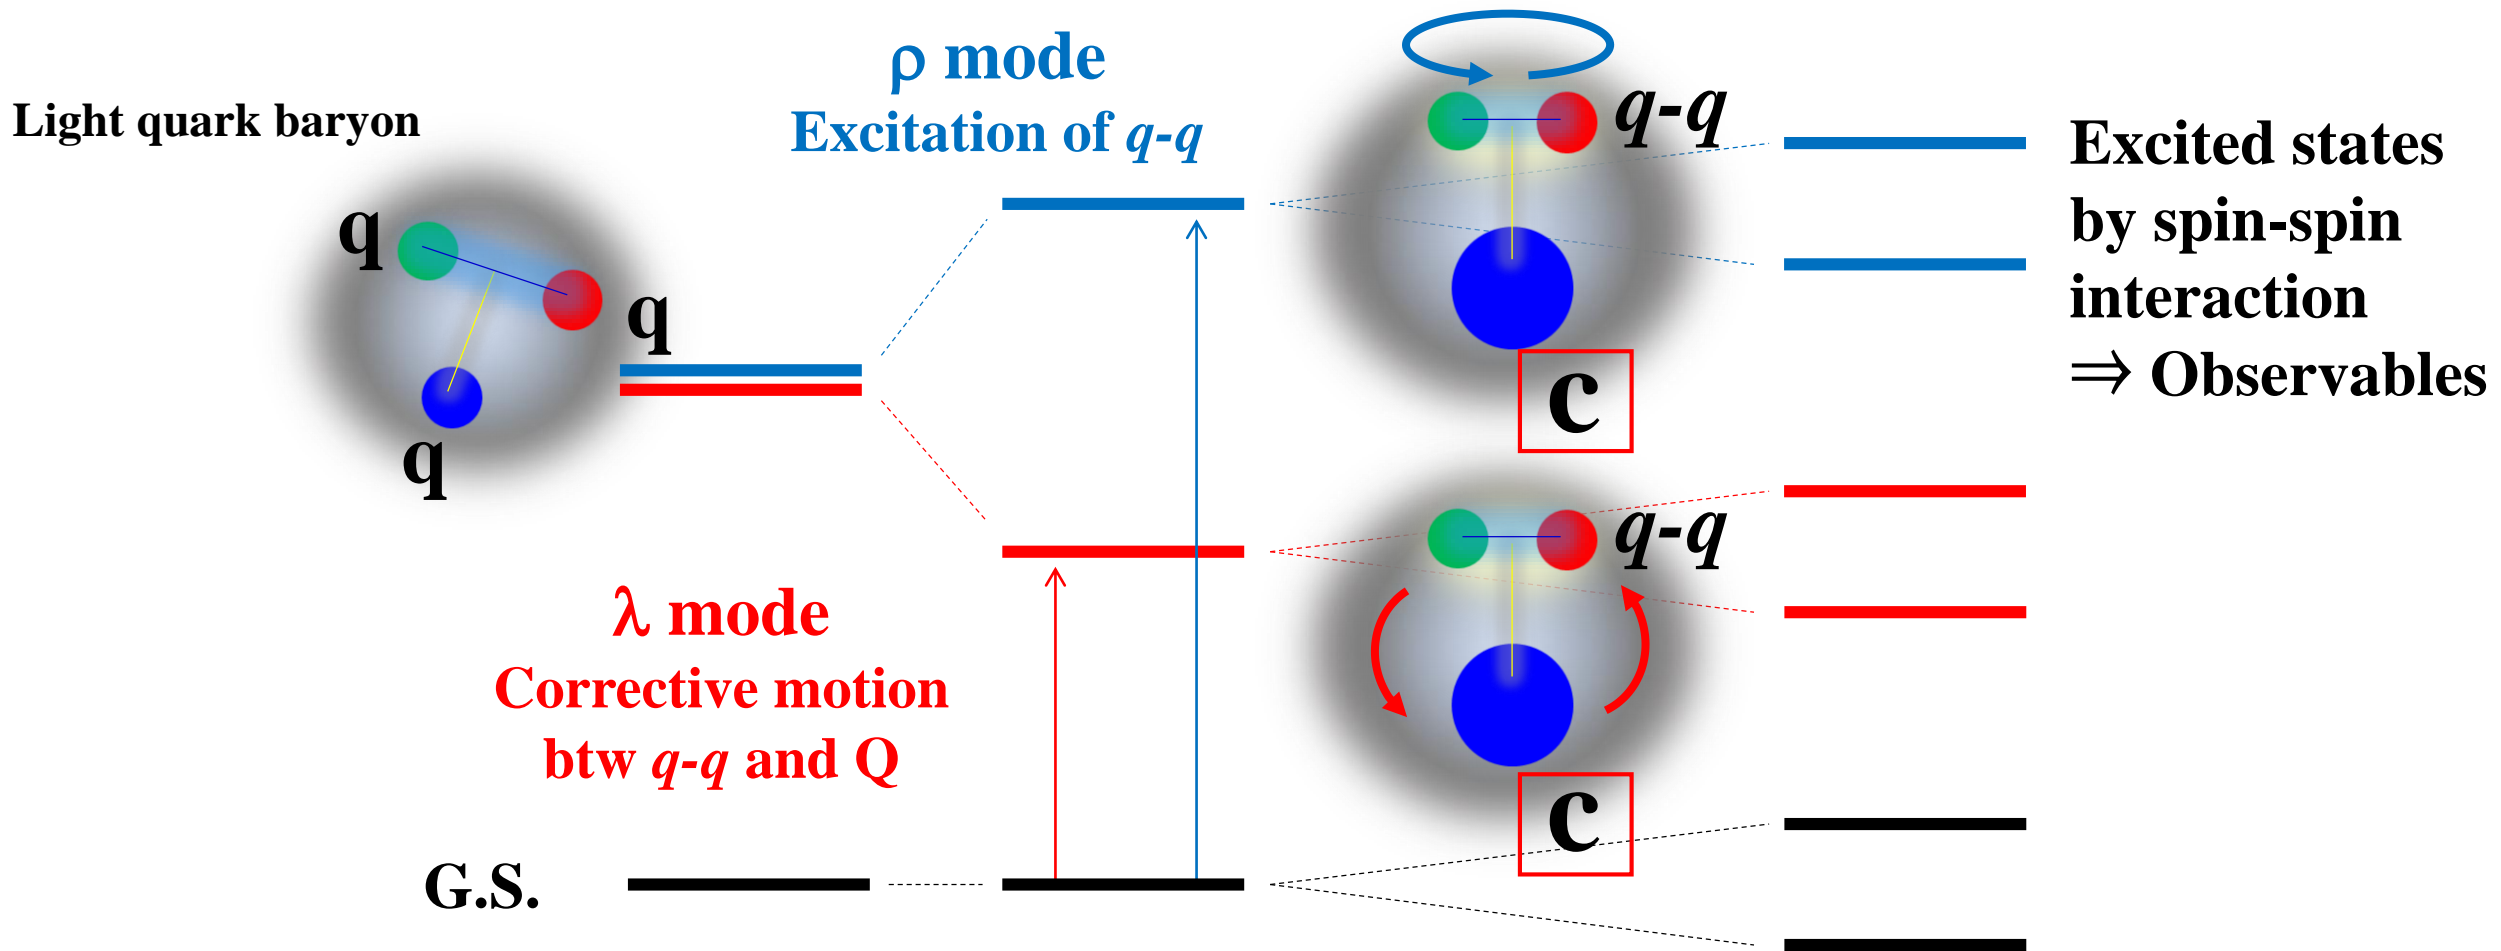 Light quark baryon
q
q
q
ρ mode
Excitation of q-q
q-q
c
Excited states
by spin-spin
interaction
⇒ Observables
λ mode
Corrective motion
btw q-q and Q
q-q
c
G.S.